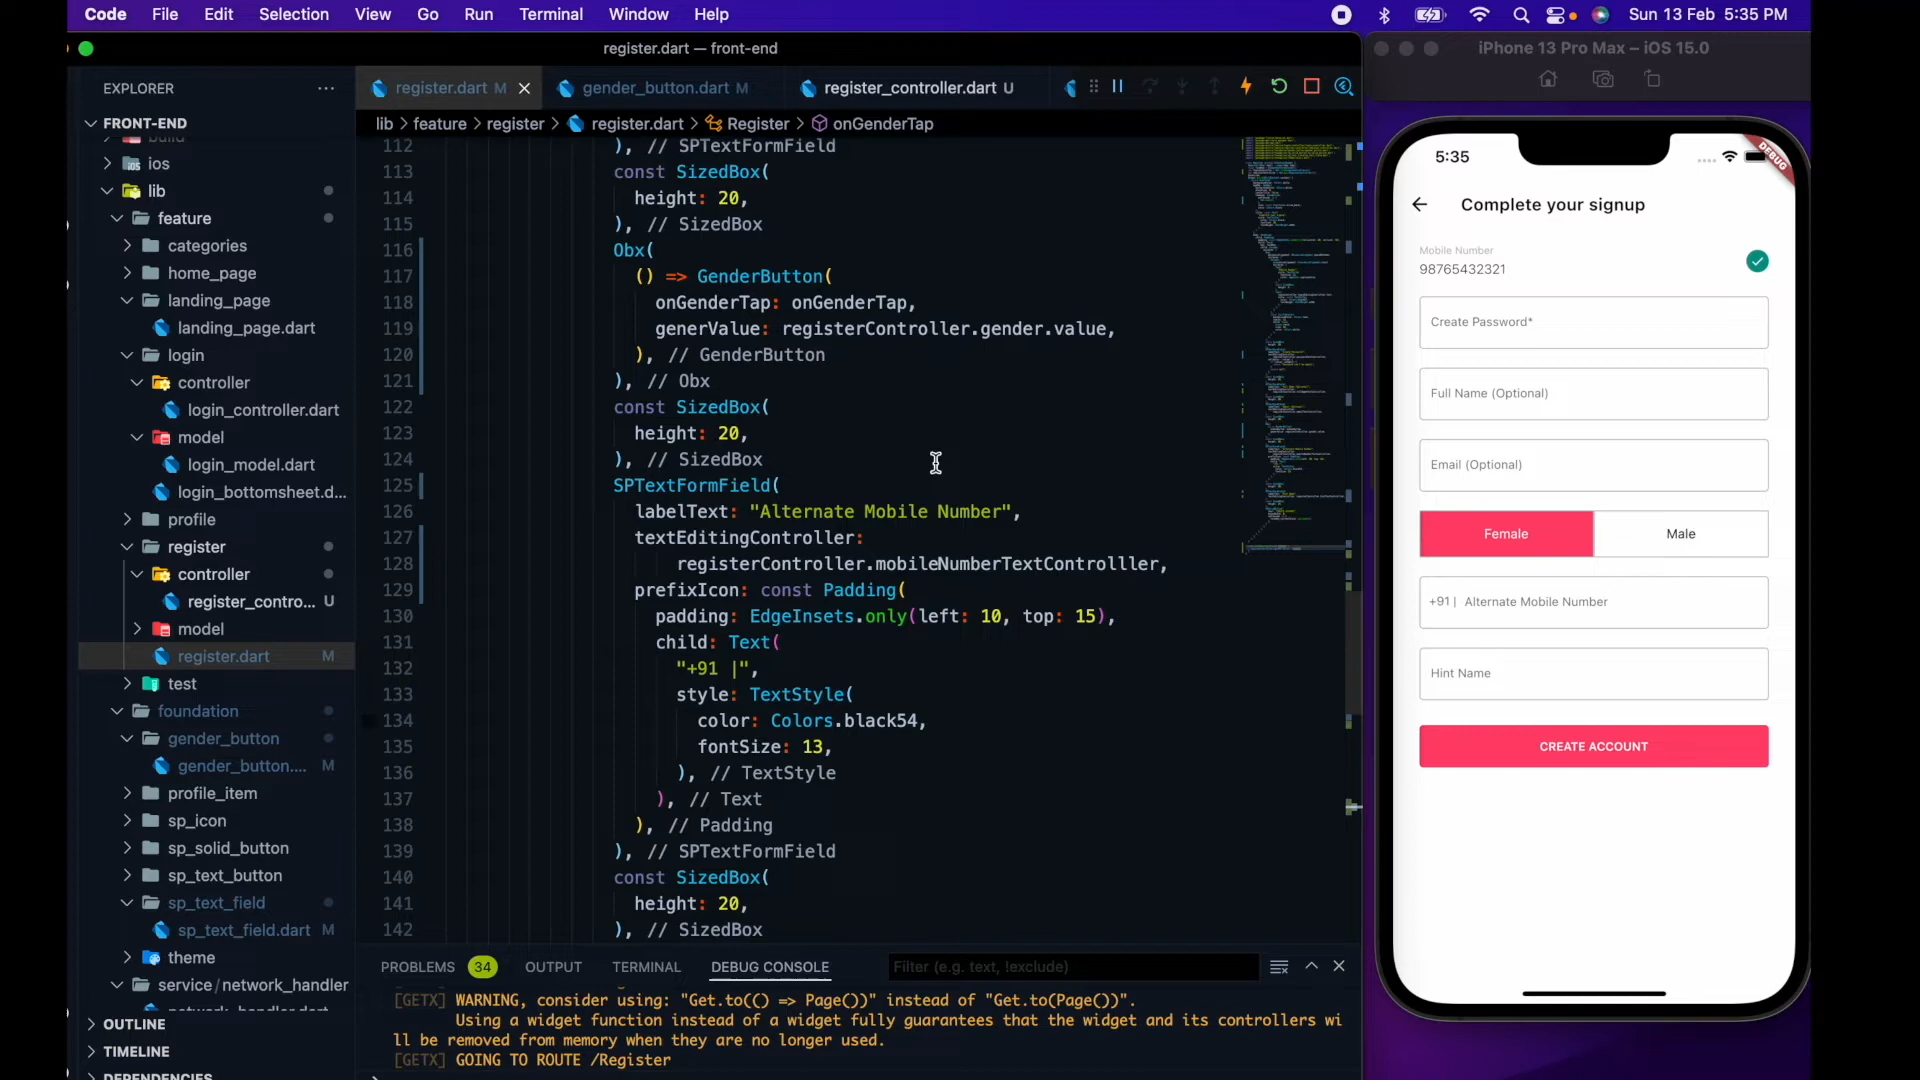 Code File Edit Selection View Go Run Terminal Window Help
Sun 13 Feb 5:35 PM
register.dart — front-end
EXPLORER
FRONT-END
build
ios
lib
feature
categories
home_page
landing_page
landing_page.dart
login
controller
login_controller.dart
model
login_model.dart
login_bottomsheet.d...
profile
register
controller
register_contro... U
model
register.dart M
test
foundation
gender_button
gender_button.... M
profile_item
sp_icon
sp_solid_button
sp_text_button
sp_text_field
sp_text_field.dart M
theme
service/network_handler
network_handler.dart
OUTLINE
TIMELINE
DEPENDENCIES
register.dart M
gender_button.dart M
register_controller.dart U
lib > feature > register > register.dart > Register > onGenderTap
112 ), // SPTextFormField
113 const SizedBox(
114 height: 20,
115 ), // SizedBox
116 Obx(
117 () => GenderButton(
118 onGenderTap: onGenderTap,
119 generValue: registerController.gender.value,
120 ), // GenderButton
121 ), // Obx
122 const SizedBox(
123 height: 20,
124 ), // SizedBox
125 SPTextFormField(
126 labelText: "Alternate Mobile Number",
127 textEditingController:
128 registerController.mobileNumberTextControlller,
129 prefixIcon: const Padding(
130 padding: EdgeInsets.only(left: 10, top: 15),
131 child: Text(
132 "+91 |",
133 style: TextStyle(
134 color: Colors.black54,
135 fontSize: 13,
136 ), // TextStyle
137 ), // Text
138 ), // Padding
139 ), // SPTextFormField
140 const SizedBox(
141 height: 20,
142 ), // SizedBox
PROBLEMS 34 OUTPUT TERMINAL DEBUG CONSOLE
Filter (e.g. text, !exclude)
[GETX] WARNING, consider using: "Get.to(() => Page())" instead of "Get.to(Page())".
Using a widget function instead of a widget fully guarantees that the widget and its controllers wi
ll be removed from memory when they are no longer used.
[GETX] GOING TO ROUTE /Register
iPhone 13 Pro Max – iOS 15.0
5:35
DEBUG
Complete your signup
Mobile Number
98765432321
Create Password*
Full Name (Optional)
Email (Optional)
Female Male
+91 | Alternate Mobile Number
Hint Name
CREATE ACCOUNT